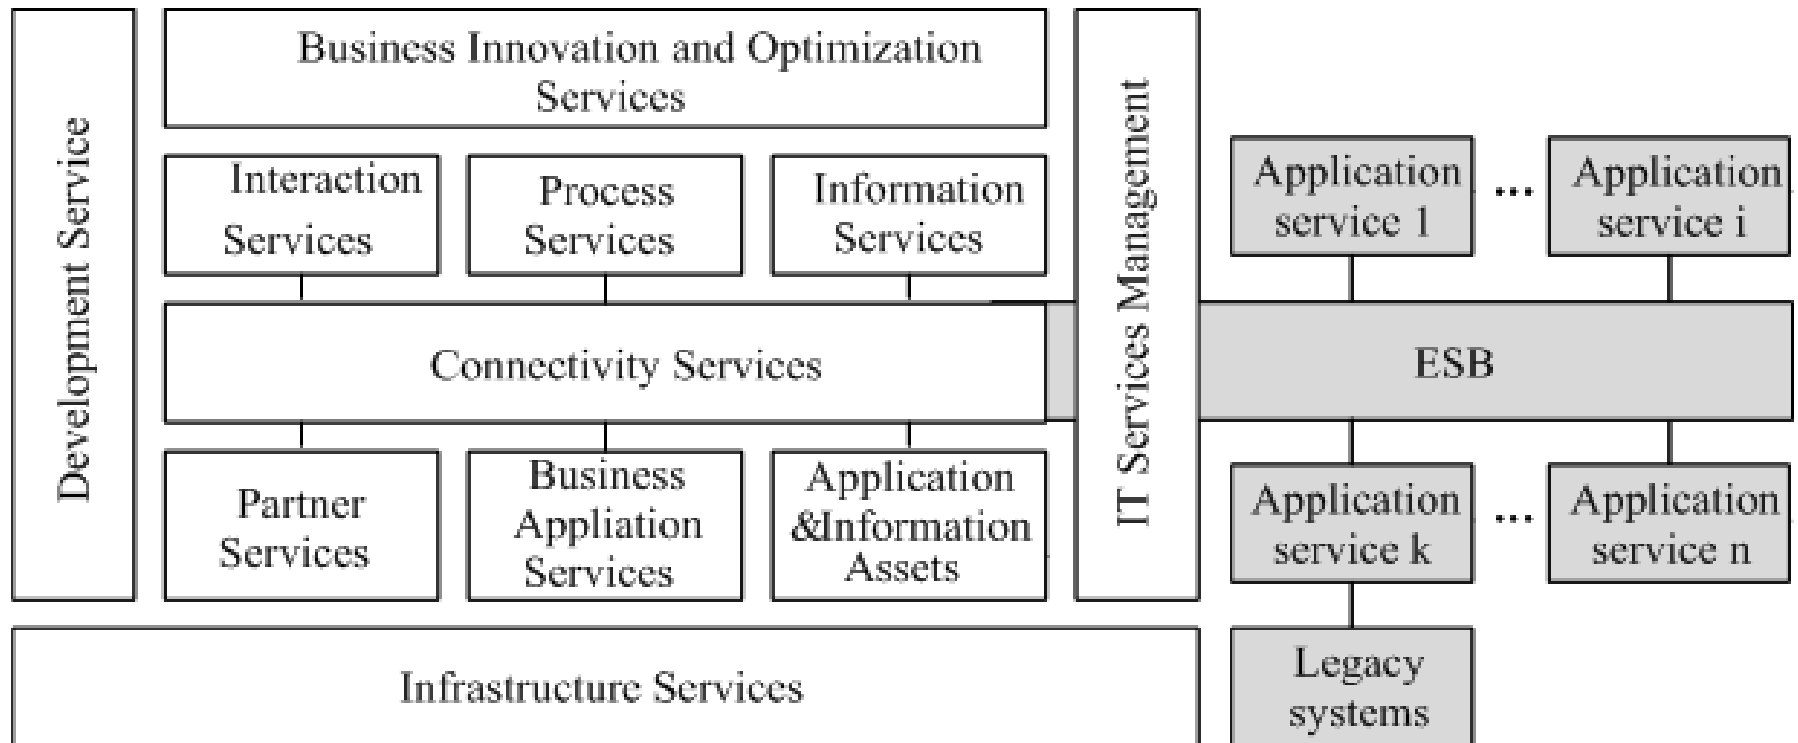 Development Service
Business Innovation and Optimization
Services
Interaction
Services
Process
Services
Information
Services
Connectivity Services
Partner
Services
Business
Appliation
Services
Application
&Information
Assets
IT Services Management
Application
service 1
...
Application
service i
ESB
Application
service k
...
Application
service n
Infrastructure Services
Legacy
systems